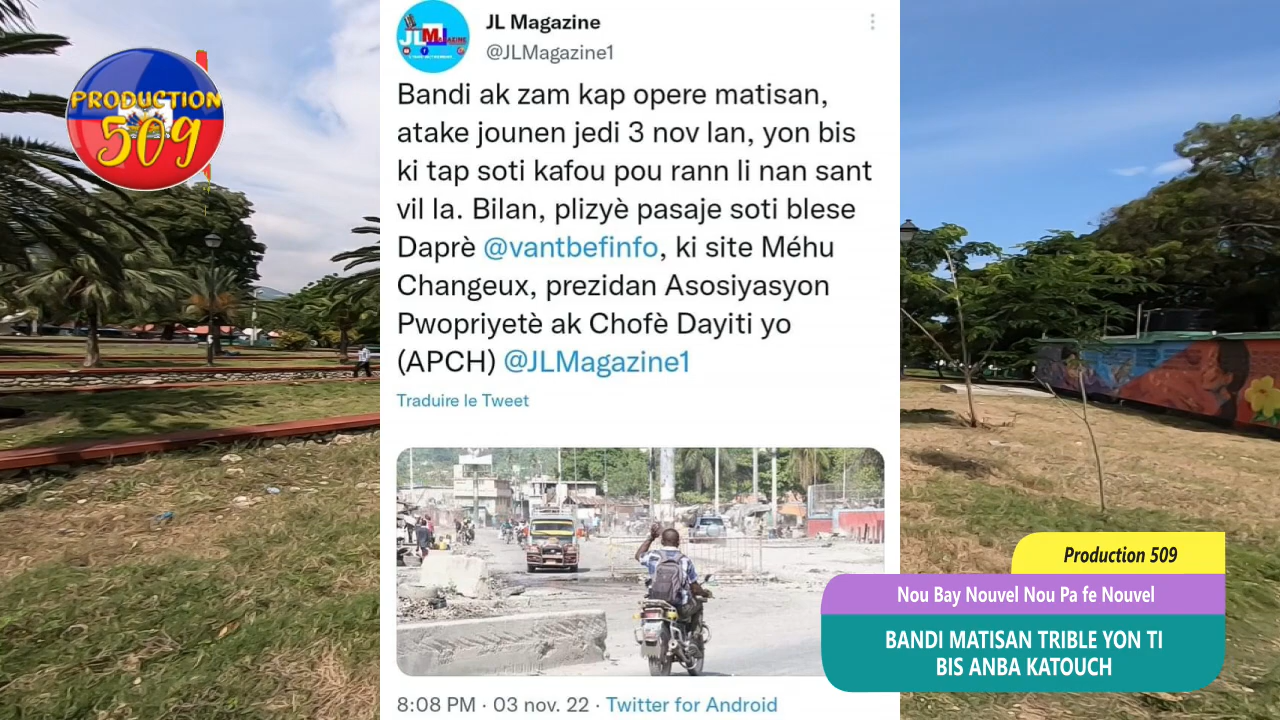 PRODUCTION
509
JL Magazine
@JLMagazine1
Bandi ak zam kap opere matisan,
atake jounen jedi 3 nov lan, yon bis
ki tap soti kafou pou rann li nan sant
vil la. Bilan, plizyè pasaje soti blese
Daprè @vantbefinfo, ki site Méhu
Changeux, prezidan Asosiyasyon
Pwopriyetè ak Chofè Dayiti yo
(APCH) @JLMagazine1
Traduire le Tweet
8:08 PM · 03 nov. 22 · Twitter for Android
Production 509
Nou Bay Nouvel Nou Pa fe Nouvel
BANDI MATISAN TRIBLE YON TI
BIS ANBA KATOUCH